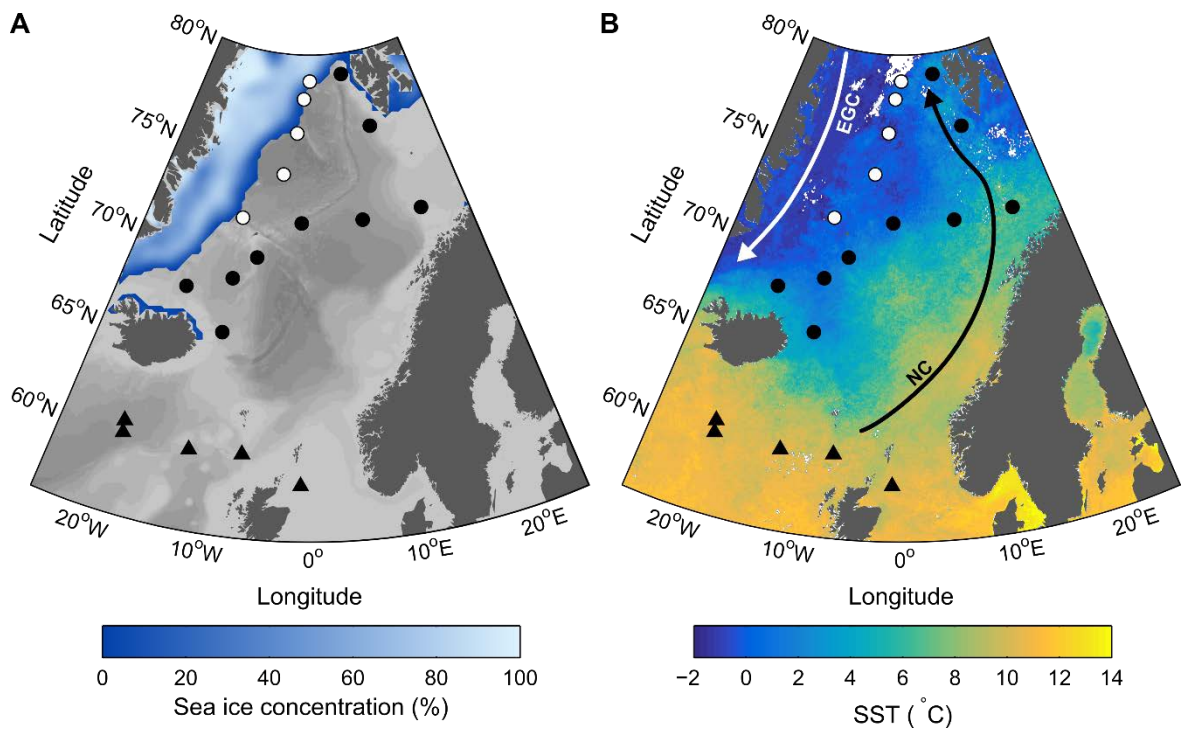 A
80°N
75°N
70°N
65°N
60°N
Latitude
20°W
10°W
0°
10°E
20°E
Longitude
0 20 40 60 80 100
Sea ice concentration (%)
B
80°N
75°N
70°N
65°N
60°N
Latitude
EGC
NC
20°W
10°W
0°
10°E
20°E
Longitude
−2 0 2 4 6 8 10 12 14
SST (°C)